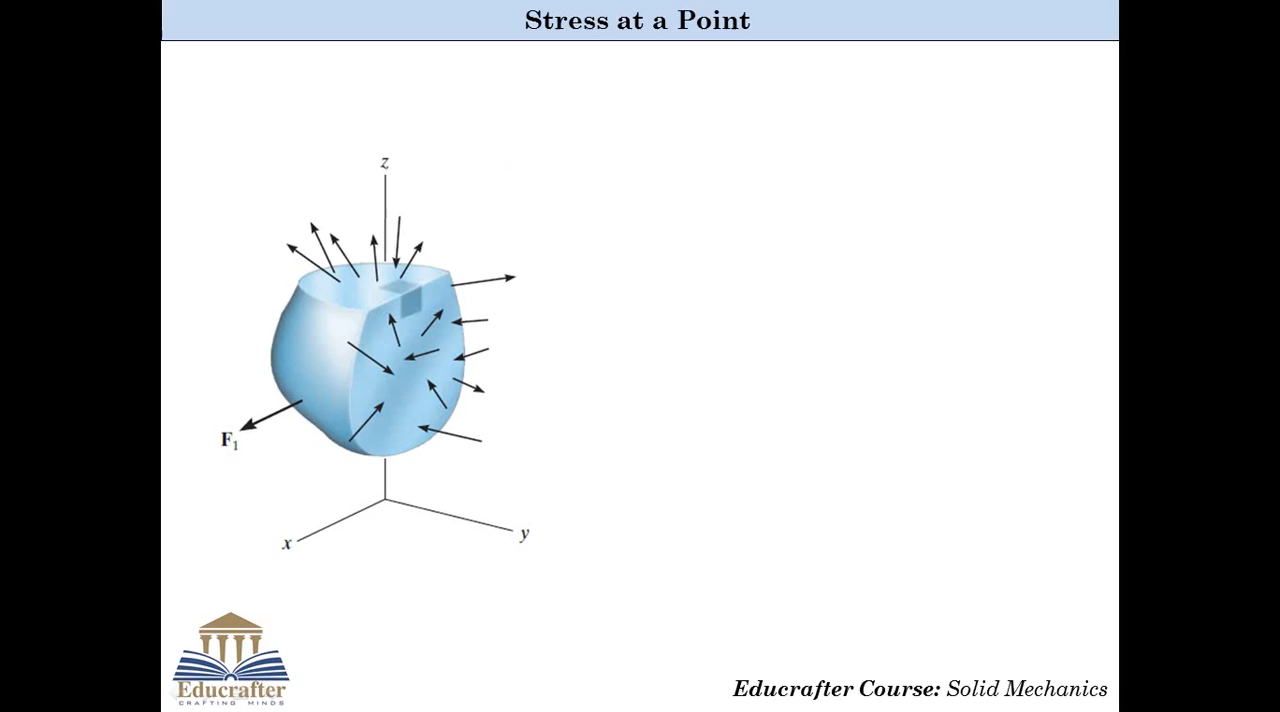 Stress at a Point
z
F₁
x
y
Educrafter
CRAFTING MINDS
Educrafter Course: Solid Mechanics